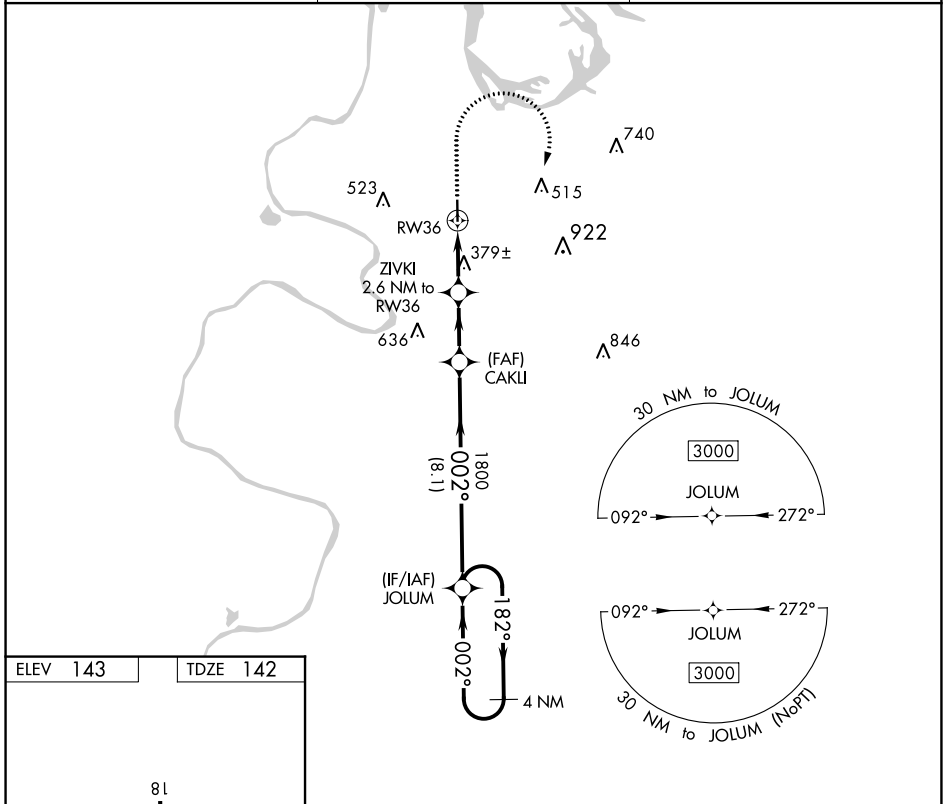 740
523
515
RW36
922
379±
ZIVKI
2.6 NM to
RW36
636
846
(FAF)
CAKLI
30 NM to JOLUM
3000
JOLUM
092°
272°
1800
002°
(8.1)
(IF/IAF)
JOLUM
182°
002°
4 NM
092°
272°
JOLUM
3000
30 NM to JOLUM (NoPT)
ELEV 143
TDZE 142
18